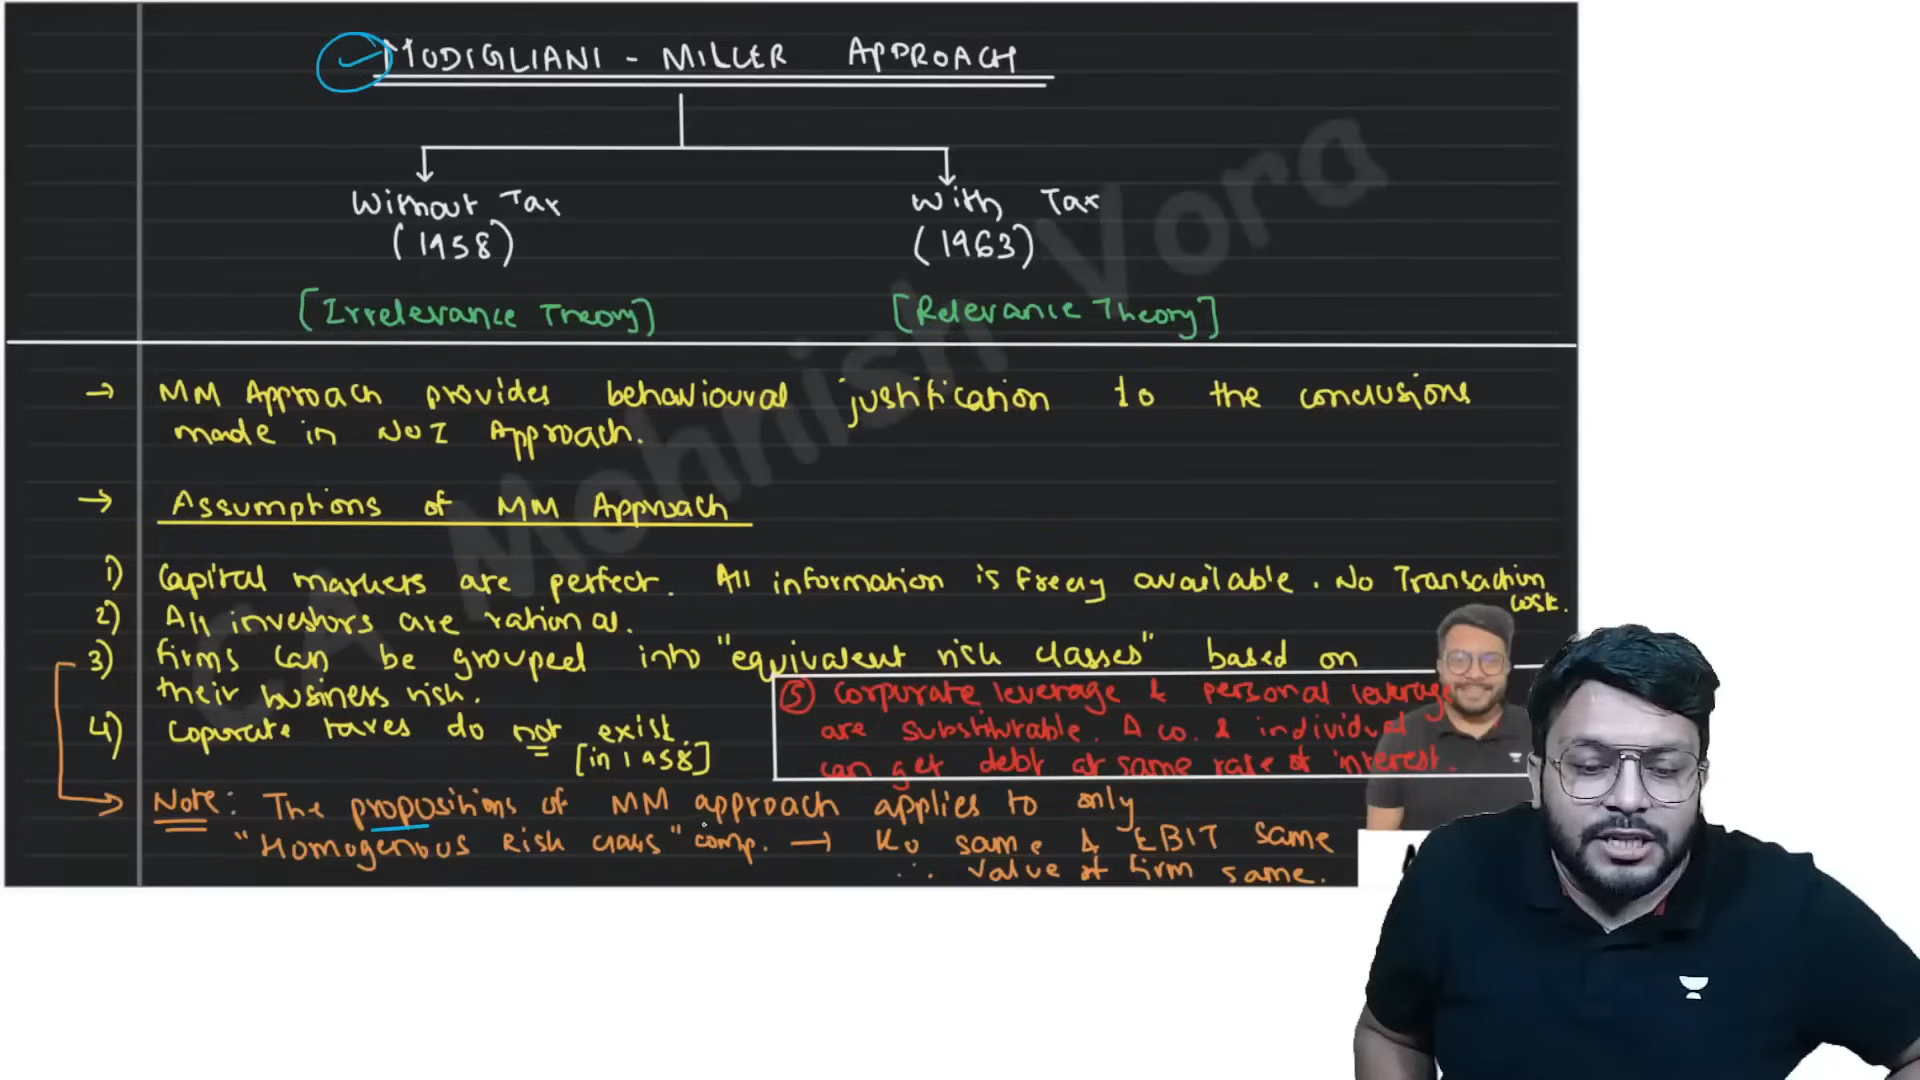 MODIGLIANI - MILLER APPROACH
Without Tax
(1958)
[Irrelevance Theory]
With Tax
(1963)
[Relevance Theory]
→ MM Approach provides behavioural justification to the conclusions
made in NOI Approach.
→ Assumptions of MM Approach
1) Capital markets are perfect. All information is freely available. No Transaction
cost.
2) All investors are rational.
3) Firms can be grouped into "equivalent risk classes" based on
their business risk.
4) Coporate taxes do not exist.
[in 1958]
⑤ Corporate leverage & personal leverage
are substitutable. A co. & individual
can get debt at same rate of interest.
Note: The propositions of MM approach applies to only
"Homogenous Risk class" comp. → Ko same & EBIT same
∴ Value of firm same.
CA Mohnish Vora